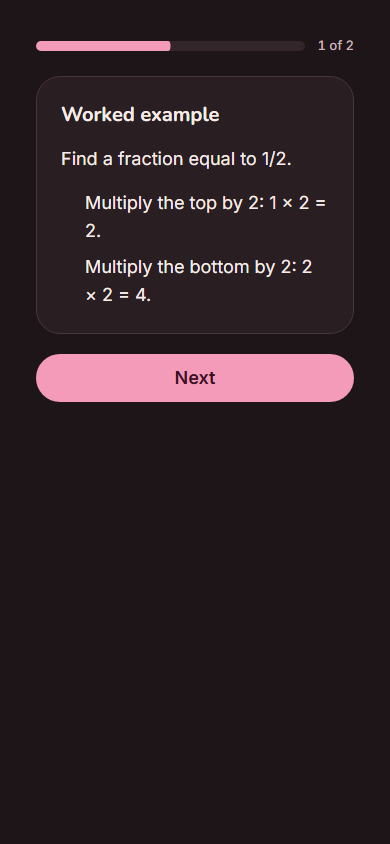 1 of 2
Worked example
Find a fraction equal to 1/2.
Multiply the top by 2: 1 × 2 =
2.
Multiply the bottom by 2: 2
× 2 = 4.
Next